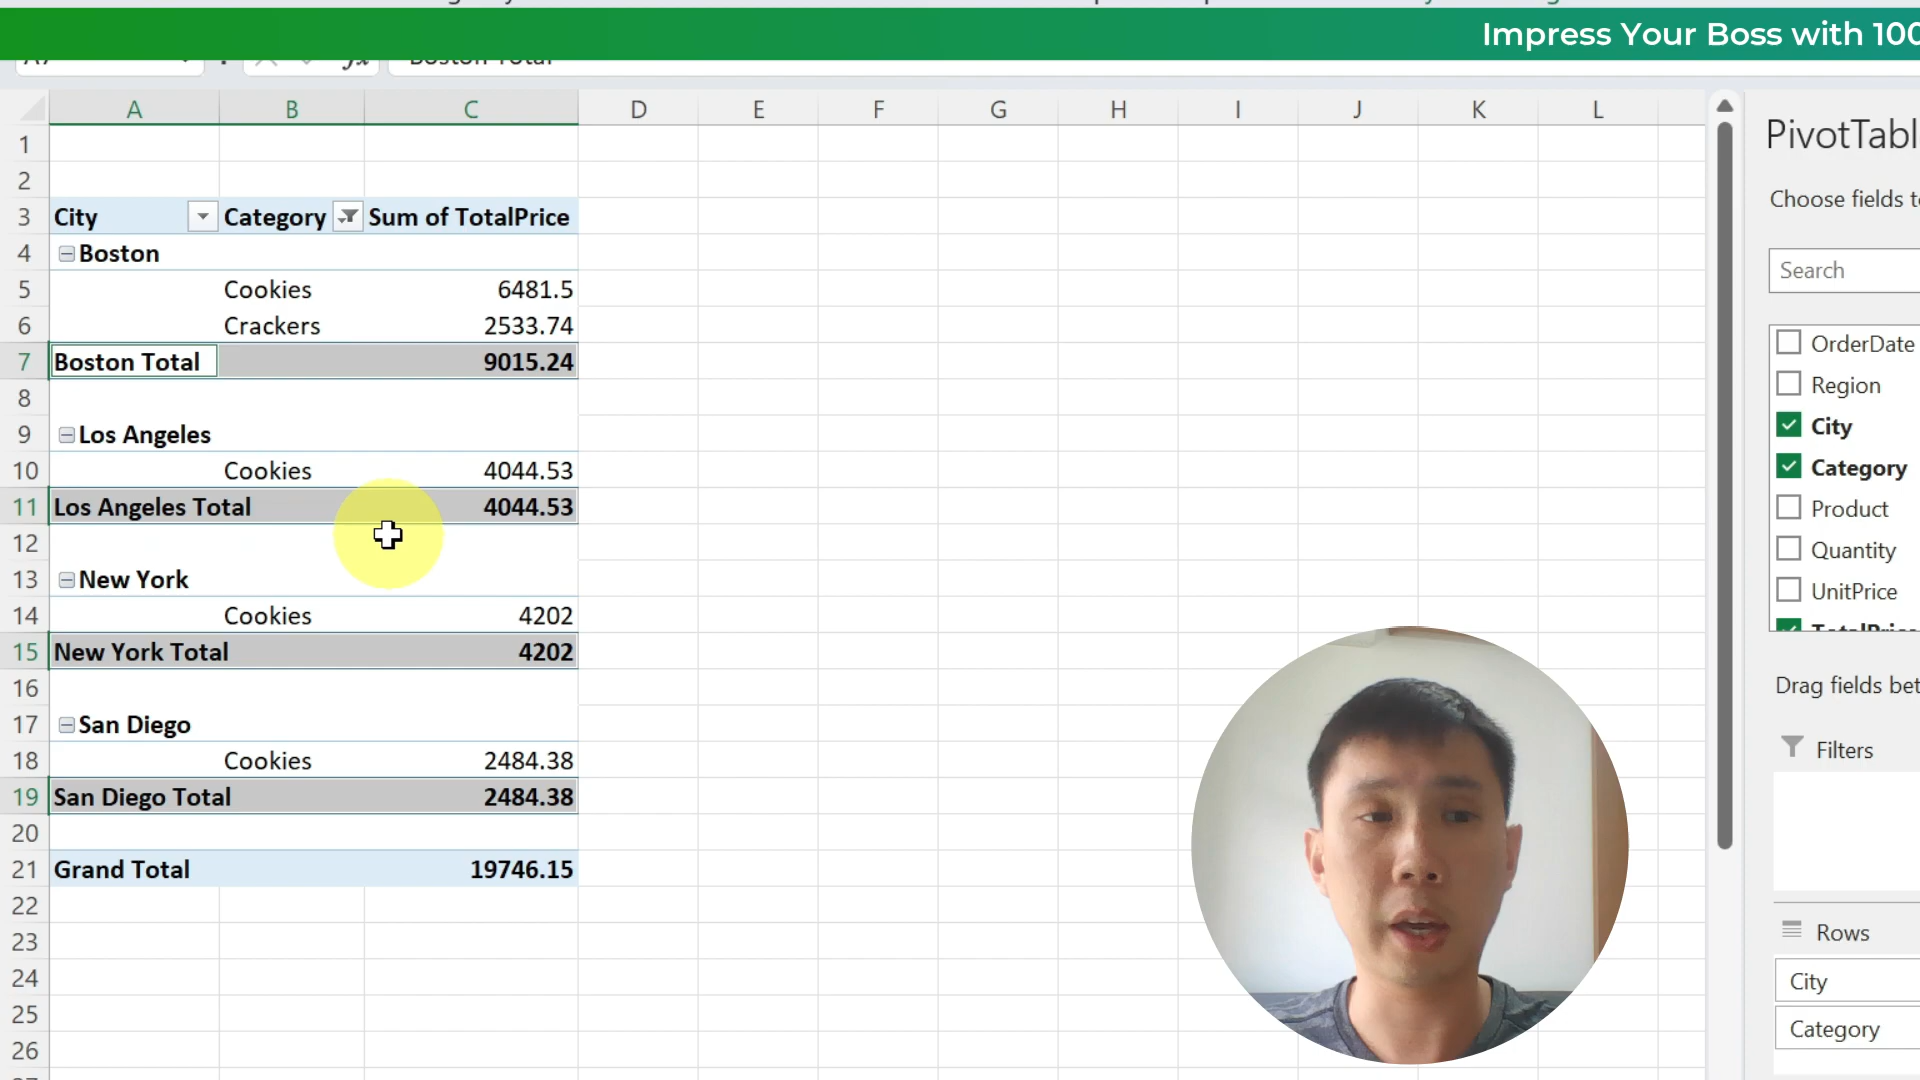 Impress Your Boss with 100
Boston Total
A B C D E F G H I J K L
1
2
3 City Category Sum of TotalPrice
4 Boston
5 Cookies 6481.5
6 Crackers 2533.74
7 Boston Total 9015.24
8
9 Los Angeles
10 Cookies 4044.53
11 Los Angeles Total 4044.53
12
13 New York
14 Cookies 4202
15 New York Total 4202
16
17 San Diego
18 Cookies 2484.38
19 San Diego Total 2484.38
20
21 Grand Total 19746.15
22
23
24
25
26
PivotTabl
Choose fields t
Search
OrderDate
Region
City
Category
Product
Quantity
UnitPrice
TotalPric
Drag fields bet
Filters
Rows
City
Category